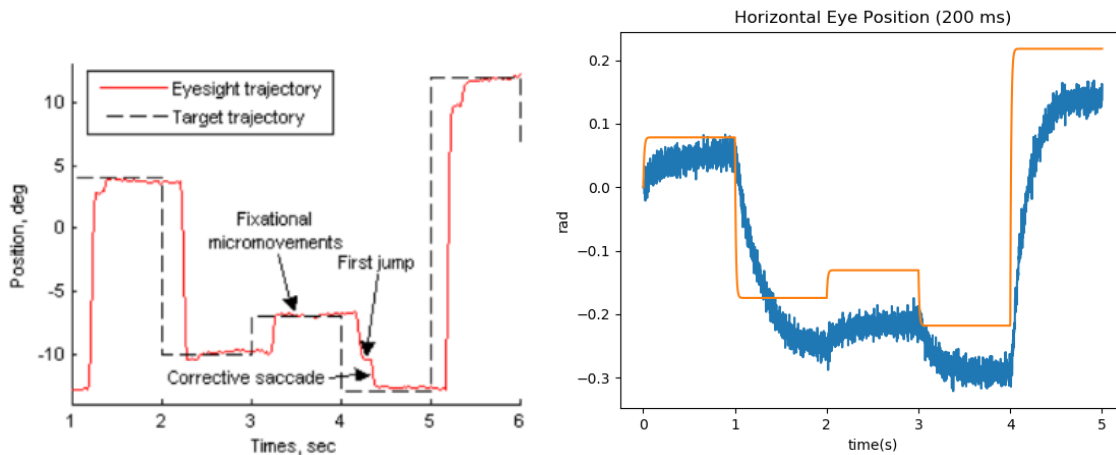 Eyesight trajectory
Target trajectory
10
5
0
-5
-10
Position, deg
Fixational
micromovements
First jump
Corrective saccade
1 2 3 4 5 6
Times, sec
Horizontal Eye Position (200 ms)
0.2
0.1
0.0
−0.1
−0.2
−0.3
rad
0 1 2 3 4 5
time(s)